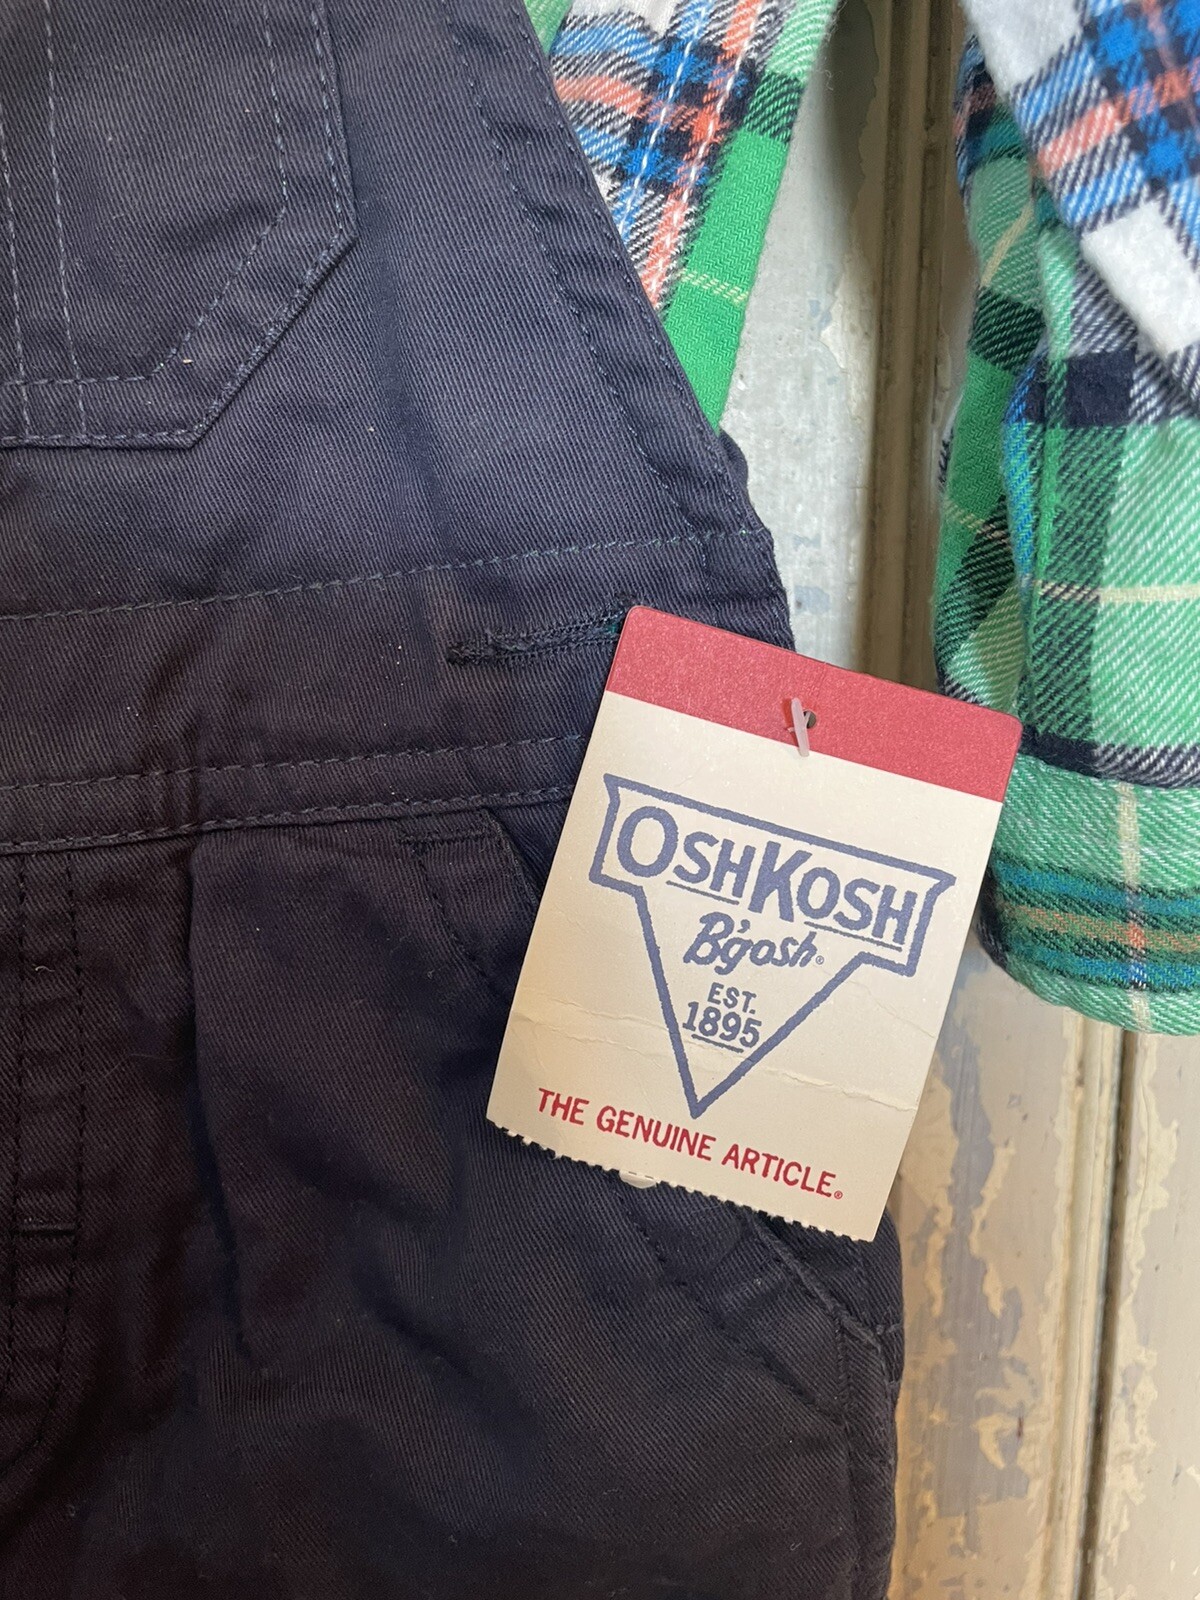 OSHKOSH
B'gosh®
EST.
1895
THE GENUINE ARTICLE®